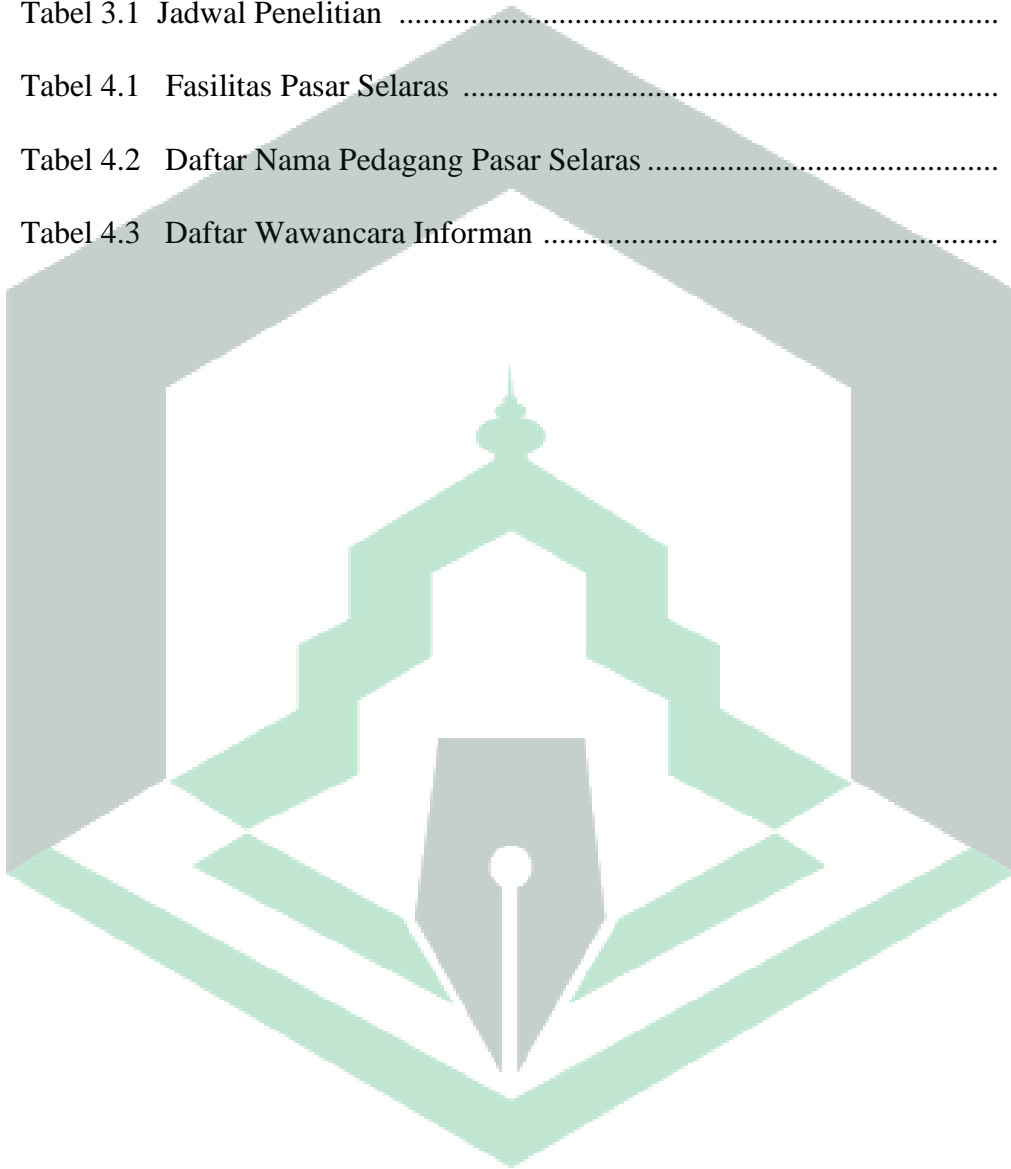 Tabel 3.1 Jadwal Penelitian ..........................................................................
Tabel 4.1 Fasilitas Pasar Selaras ..................................................................
Tabel 4.2 Daftar Nama Pedagang Pasar Selaras ...........................................
Tabel 4.3 Daftar Wawancara Informan ........................................................